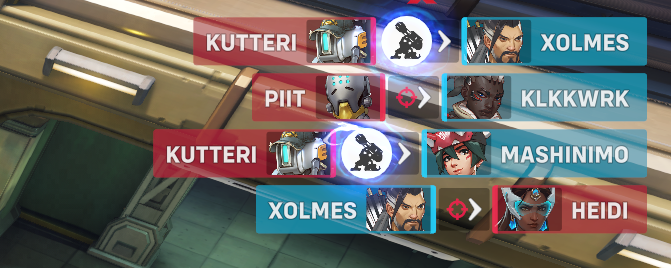 KUTTERI XOLMES
PIIT KLKKWRK
KUTTERI MASHINIMO
XOLMES HEIDI